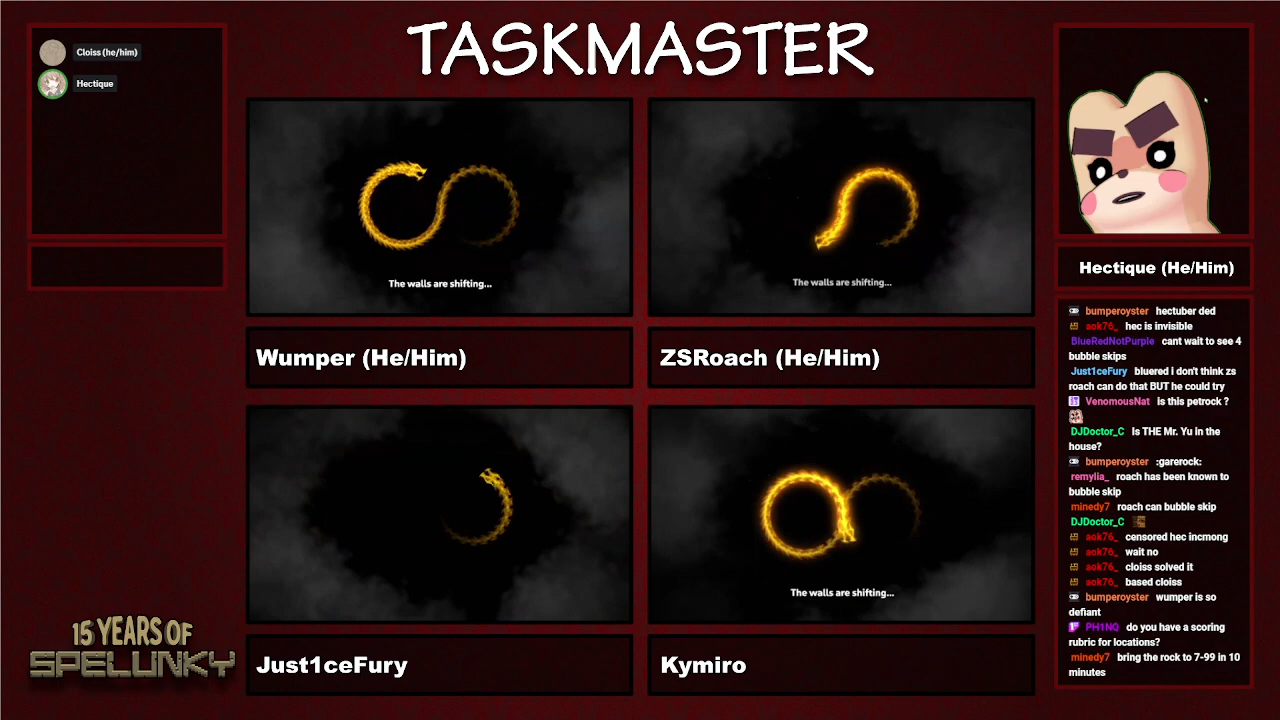 TASKMASTER
Cloiss (he/him)
Hectique
The walls are shifting...
The walls are shifting...
Wumper (He/Him)
ZSRoach (He/Him)
The walls are shifting...
Just1ceFury
Kymiro
15 YEARS OF
SPELUNKY
Hectique (He/Him)
bumperoyster hectuber ded
aok76_ hec is invisible
BlueRedNotPurple cant wait to see 4
bubble skips
Just1ceFury bluered i don't think zs
roach can do that BUT he could try
VenomousNat is this petrock ?
DJDoctor_C Is THE Mr. Yu in the
house?
bumperoyster :garerock:
remylia_ roach has been known to
bubble skip
minedy7 roach can bubble skip
DJDoctor_C
aok76_ censored hec incmong
aok76_ wait no
aok76_ cloiss solved it
aok76_ based cloiss
bumperoyster wumper is so
defiant
PH1NQ do you have a scoring
rubric for locations?
minedy7 bring the rock to 7-99 in 10
minutes